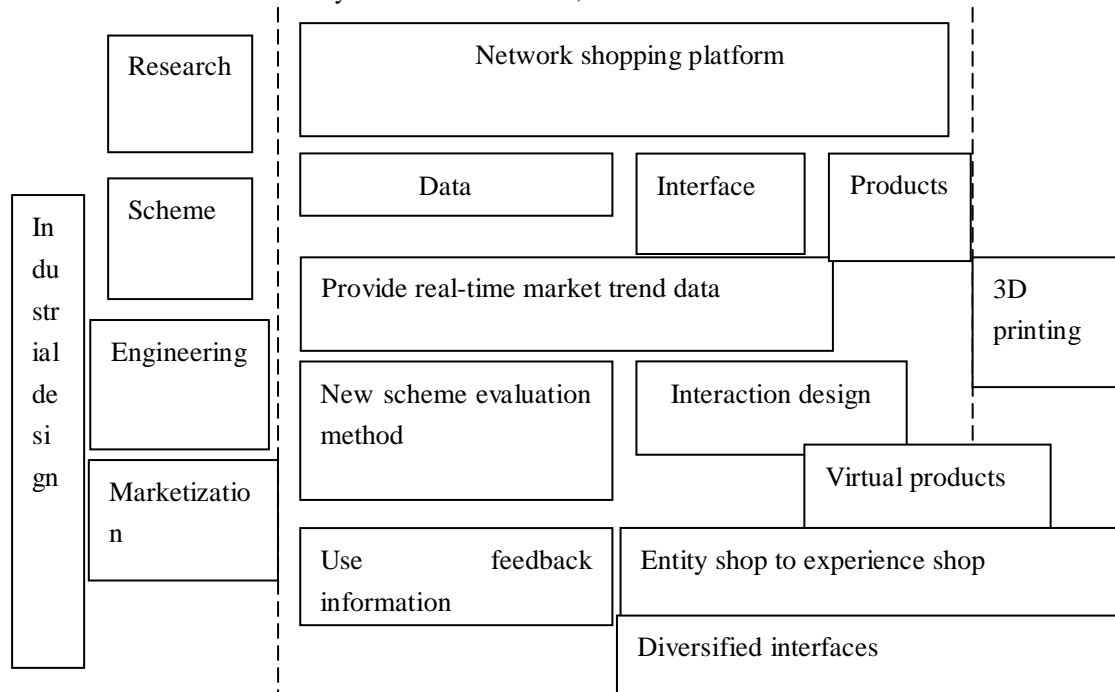 Research
Network shopping platform
Data
Interface
Products
Scheme
In
du
str
ial
de
si
gn
Provide real-time market trend data
3D
printing
Engineering
New scheme evaluation
method
Interaction design
Marketizatio
n
Virtual products
Use feedback
information
Entity shop to experience shop
Diversified interfaces